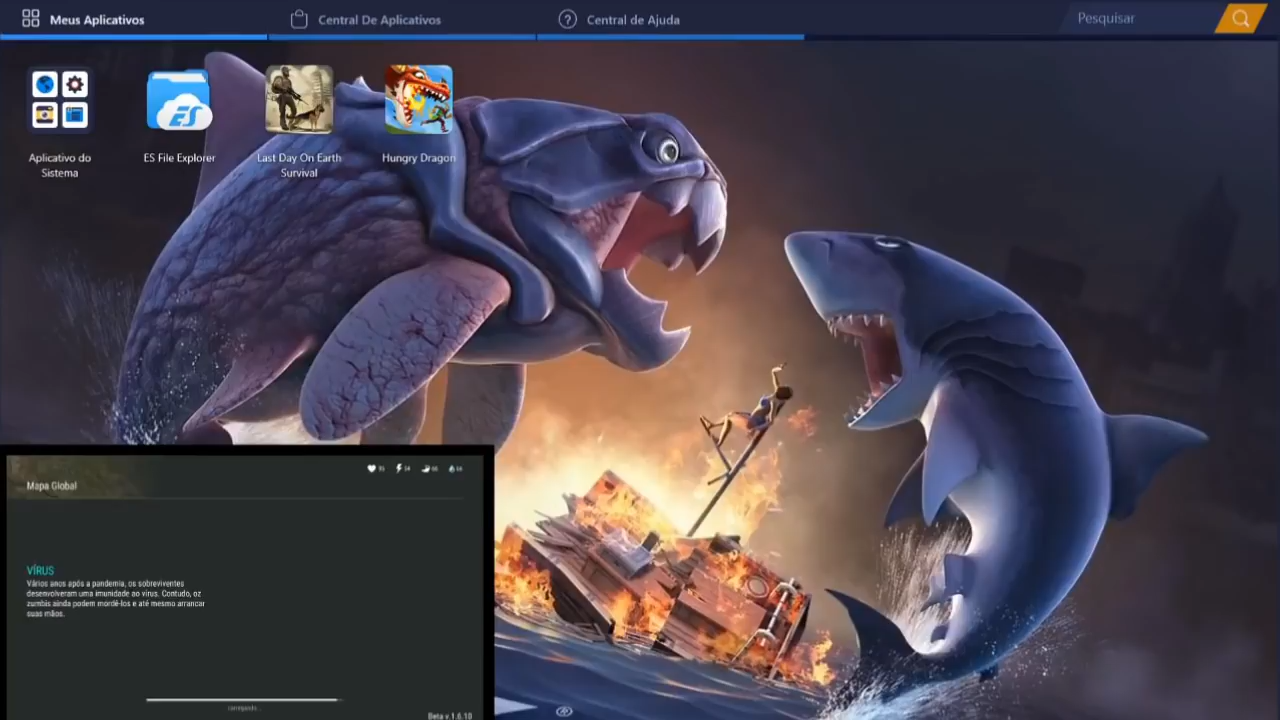 Meus Aplicativos
Central De Aplicativos
Central de Ajuda
Pesquisar
Aplicativo do
Sistema
ES
ES File Explorer
Last Day On Earth
Survival
Hungry Dragon
Mapa Global
VÍRUS
Vários anos após a pandemia, os sobreviventes
desenvolveram uma imunidade ao vírus. Contudo, oz
zumbis ainda podem mordê-los e até mesmo arrancar
suas mãos.
carregando...
Beta v.1.6.10